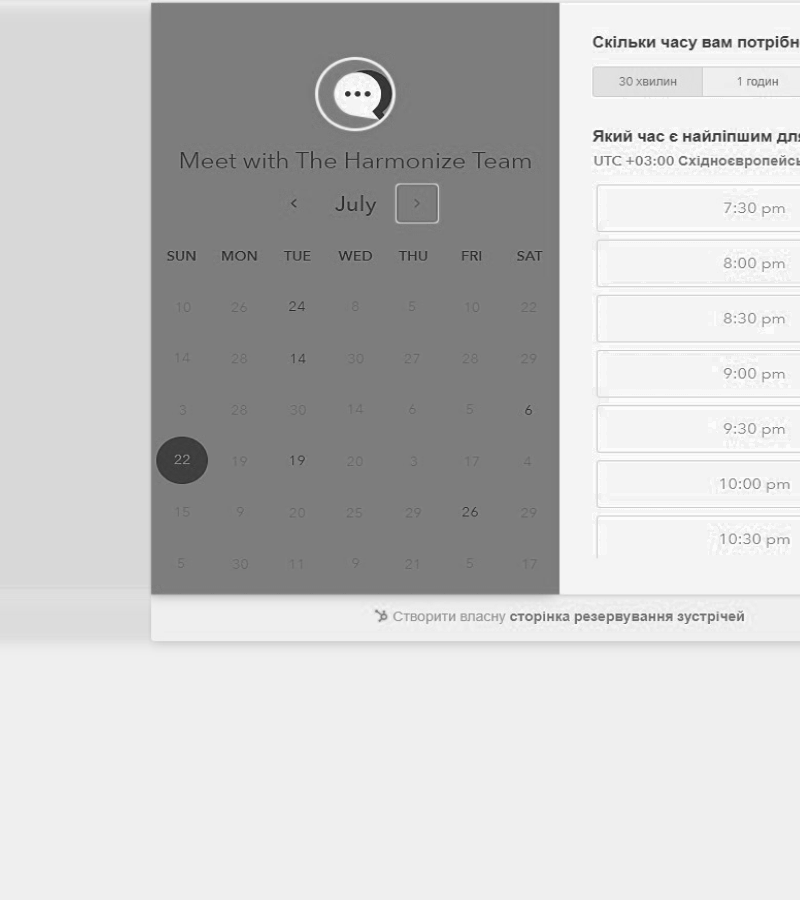 Meet with The Harmonize Team
July
SUN MON TUE WED THU FRI SAT
10 26 24 8 5 10 22
14 28 14 30 27 28 29
3 28 30 14 6 5 6
22 19 19 20 3 17 4
15 9 20 25 29 26 29
5 30 11 9 21 5 17
Скільки часу вам потрібн
30 хвилин 1 годин
Який час є найліпшим дл
UTC +03:00 Східноєвропейс
7:30 pm
8:00 pm
8:30 pm
9:00 pm
9:30 pm
10:00 pm
10:30 pm
Створити власну сторінка резервування зустрічей